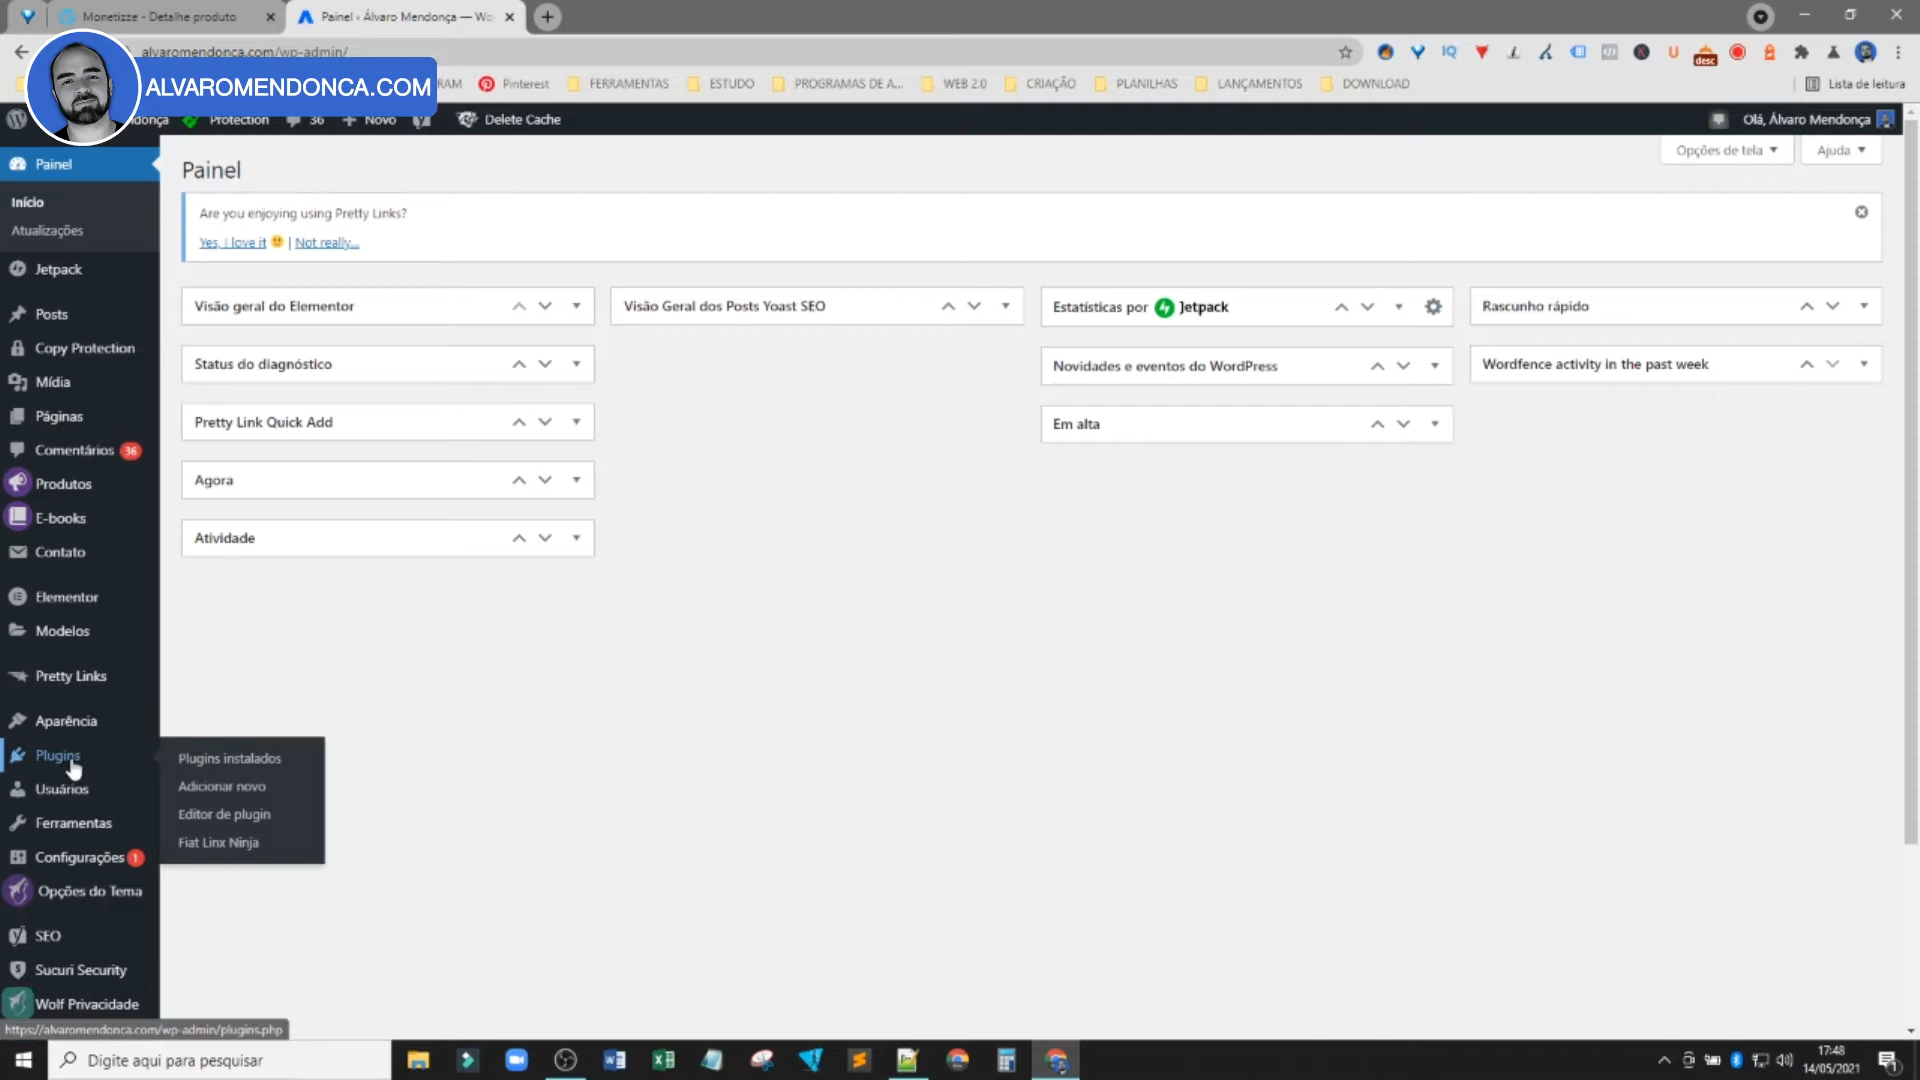 Monetizze - Detalhe produto
Painel ‹ Álvaro Mendonça — Wo
alvaromendonca.com/wp-admin/
IQ
desc
RAM
Pinterest
FERRAMENTAS
ESTUDO
PROGRAMAS DE A...
WEB 2.0
CRIAÇÃO
PLANILHAS
LANÇAMENTOS
DOWNLOAD
Lista de leitura
ALVAROMENDONCA.COM
donça
Protection
36
Novo
Delete Cache
Olá, Álvaro Mendonça
Painel
Início
Atualizações
Jetpack
Posts
Copy Protection
Mídia
Páginas
Comentários 36
Produtos
E-books
Contato
Elementor
Modelos
Pretty Links
Aparência
Plugins
Usuários
Ferramentas
Configurações 1
Opções do Tema
SEO
Sucuri Security
Wolf Privacidade
Plugins instalados
Adicionar novo
Editor de plugin
Fiat Linx Ninja
Painel
Opções de tela
Ajuda
Are you enjoying using Pretty Links?
Yes, I love it | Not really...
Visão geral do Elementor
Status do diagnóstico
Pretty Link Quick Add
Agora
Atividade
Visão Geral dos Posts Yoast SEO
Estatísticas por Jetpack
Novidades e eventos do WordPress
Em alta
Rascunho rápido
Wordfence activity in the past week
https://alvaromendonca.com/wp-admin/plugins.php
Digite aqui para pesquisar
17:48
14/05/2021